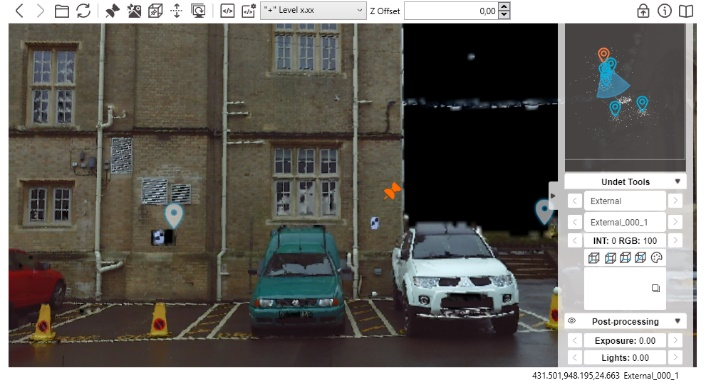 "+" Level x.xx
Z Offset
0,00
Undet Tools
External
External_000_1
INT: 0 RGB: 100
Post-processing
Exposure: 0.00
Lights: 0.00
431.501,948.195,24.663 External_000_1